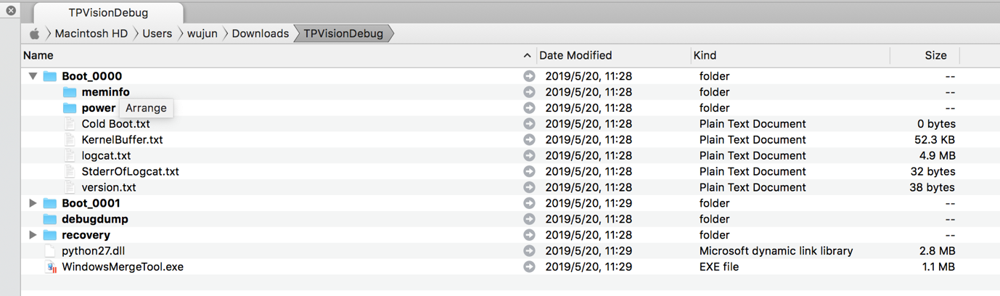 TPVisionDebug
Macintosh HD Users wujun Downloads TPVisionDebug
Name Date Modified Kind Size
Boot_0000 2019/5/20, 11:28 folder --
meminfo 2019/5/20, 11:28 folder --
power Arrange 2019/5/20, 11:28 folder --
Cold Boot.txt 2019/5/20, 11:28 Plain Text Document 0 bytes
KernelBuffer.txt 2019/5/20, 11:28 Plain Text Document 52.3 KB
logcat.txt 2019/5/20, 11:28 Plain Text Document 4.9 MB
StderrOfLogcat.txt 2019/5/20, 11:28 Plain Text Document 32 bytes
version.txt 2019/5/20, 11:28 Plain Text Document 38 bytes
Boot_0001 2019/5/20, 11:29 folder --
debugdump 2019/5/20, 11:28 folder --
recovery 2019/5/20, 11:28 folder --
python27.dll 2019/5/20, 11:29 Microsoft dynamic link library 2.8 MB
WindowsMergeTool.exe 2019/5/20, 11:29 EXE file 1.1 MB